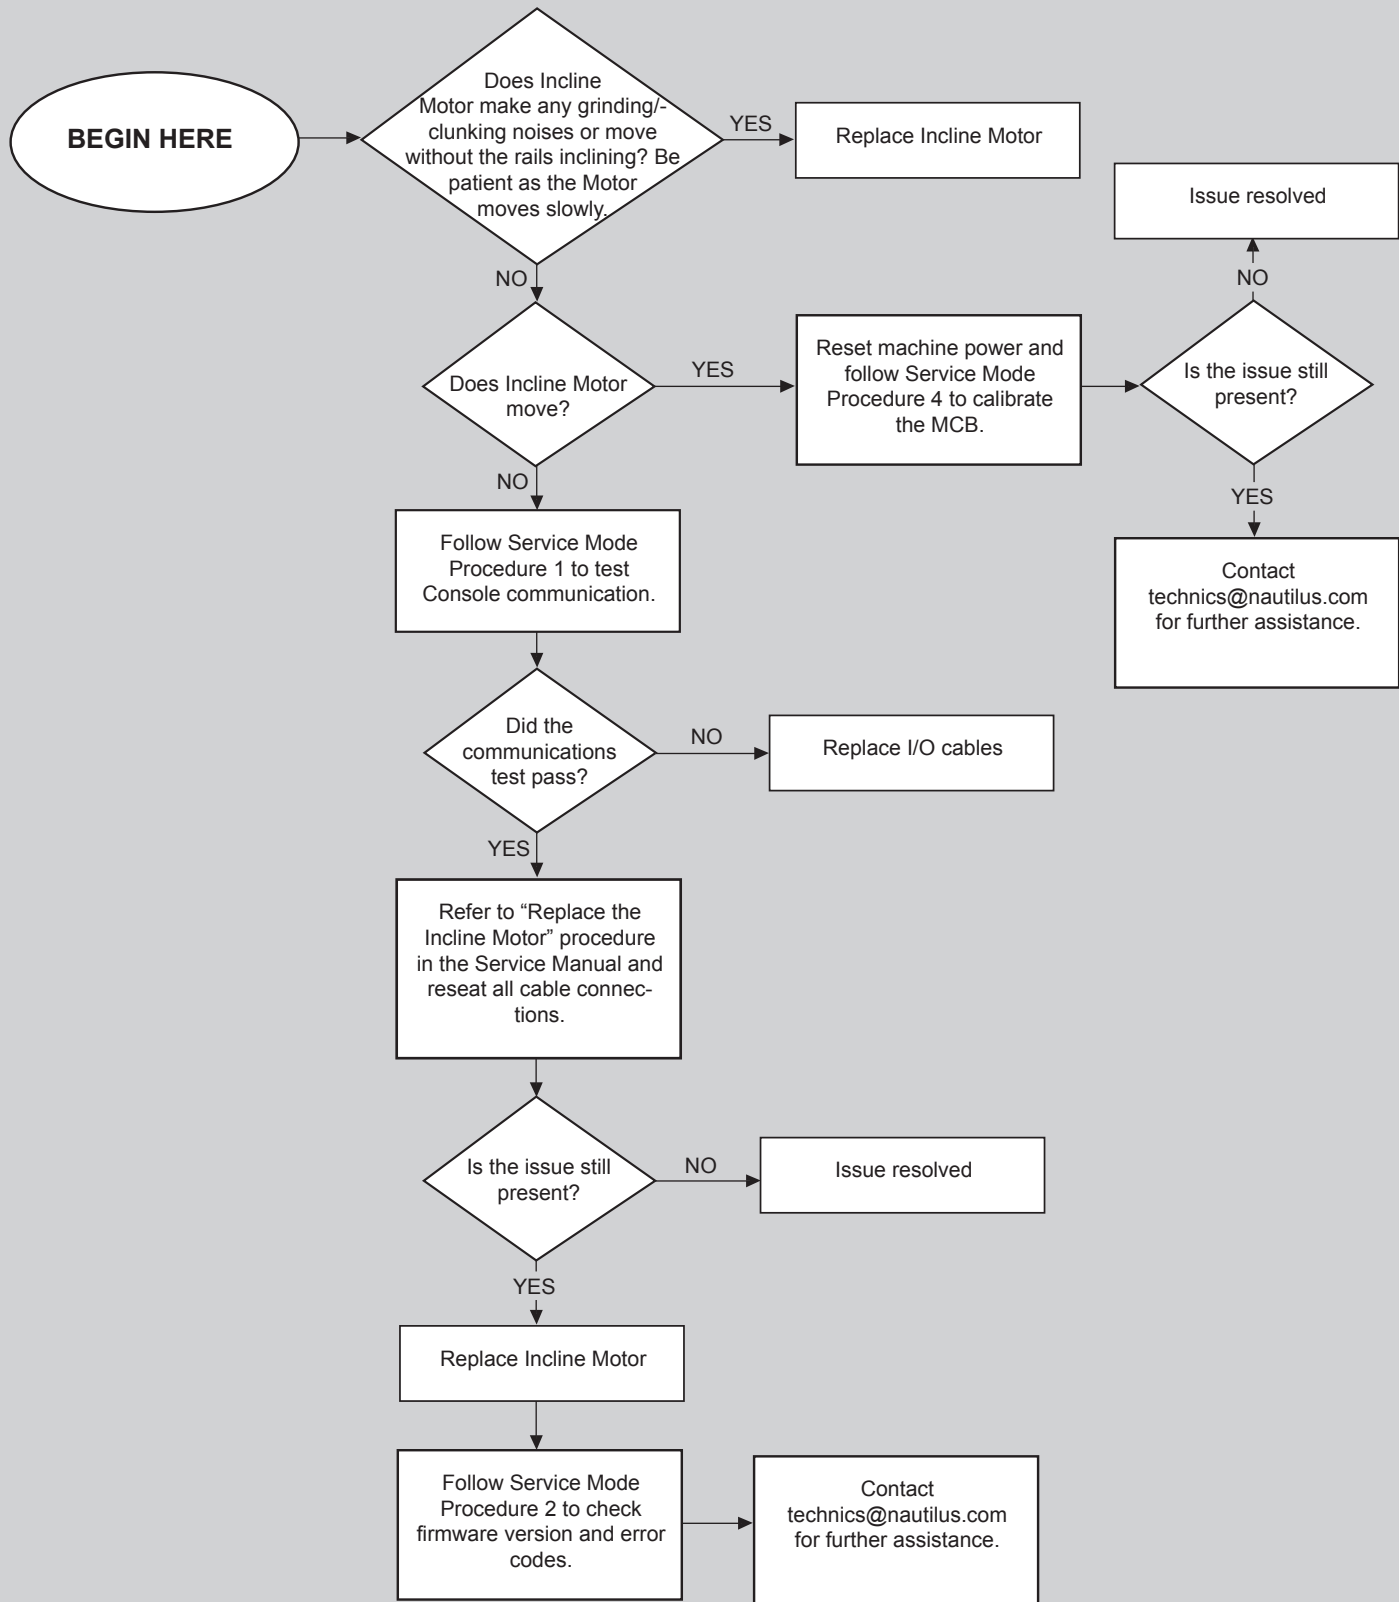 BEGIN HERE
Does Incline
Motor make any grinding/-
clunking noises or move
without the rails inclining? Be
patient as the Motor
moves slowly.
YES
Replace Incline Motor
NO
Does Incline Motor
move?
YES
Reset machine power and
follow Service Mode
Procedure 4 to calibrate
the MCB.
Is the issue still
present?
NO
Issue resolved
YES
Contact
technics@nautilus.com
for further assistance.
NO
Follow Service Mode
Procedure 1 to test
Console communication.
Did the
communications
test pass?
NO
Replace I/O cables
YES
Refer to “Replace the
Incline Motor” procedure
in the Service Manual and
reseat all cable connec-
tions.
Is the issue still
present?
NO
Issue resolved
YES
Replace Incline Motor
Follow Service Mode
Procedure 2 to check
firmware version and error
codes.
Contact
technics@nautilus.com
for further assistance.